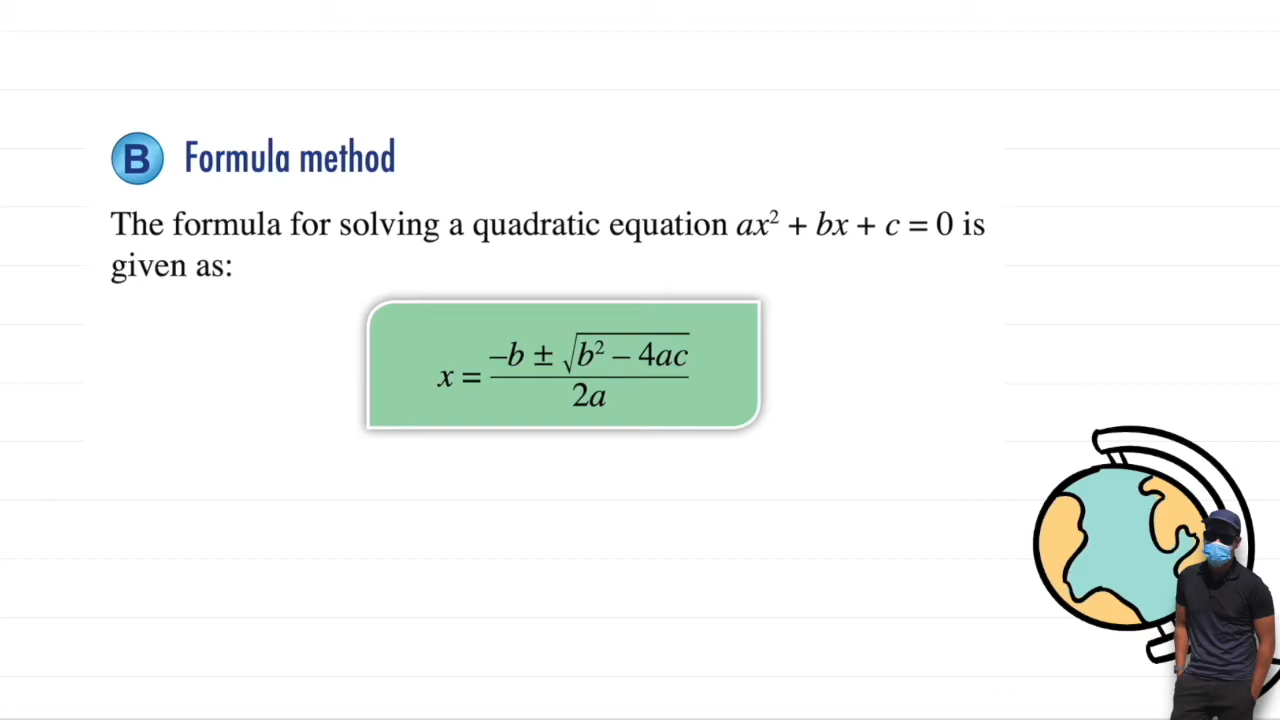 B Formula method
The formula for solving a quadratic equation ax² + bx + c = 0 is
given as:
x = (–b ± √(b² – 4ac)) / 2a